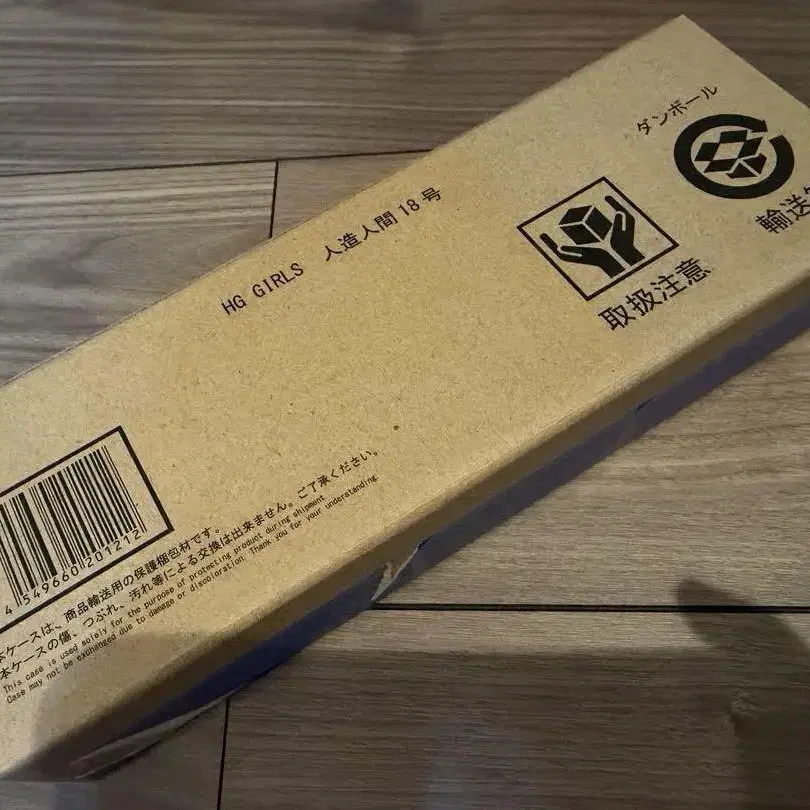 ダンボール
輸送
HG GIRLS 人造人間18号
取扱注意
4 549660 201212
本ケースは、商品輸送用の保護梱包材です。
本ケースの傷、つぶれ、汚れ等による交換は出来ません。ご了承ください。
This case is used solely for the purpose of protecting product during shipment
Case may not be exchanged due to damage or discoloration. Thank you for your understanding.